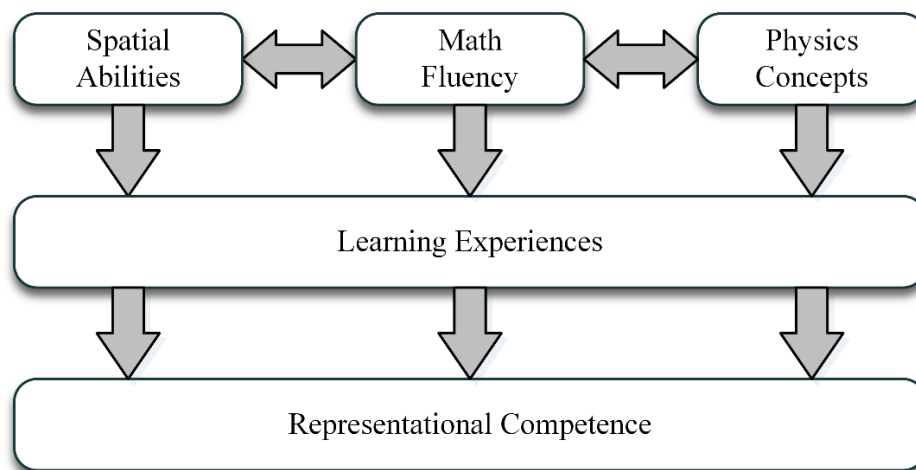 Spatial
Abilities
Math
Fluency
Physics
Concepts
Learning Experiences
Representational Competence